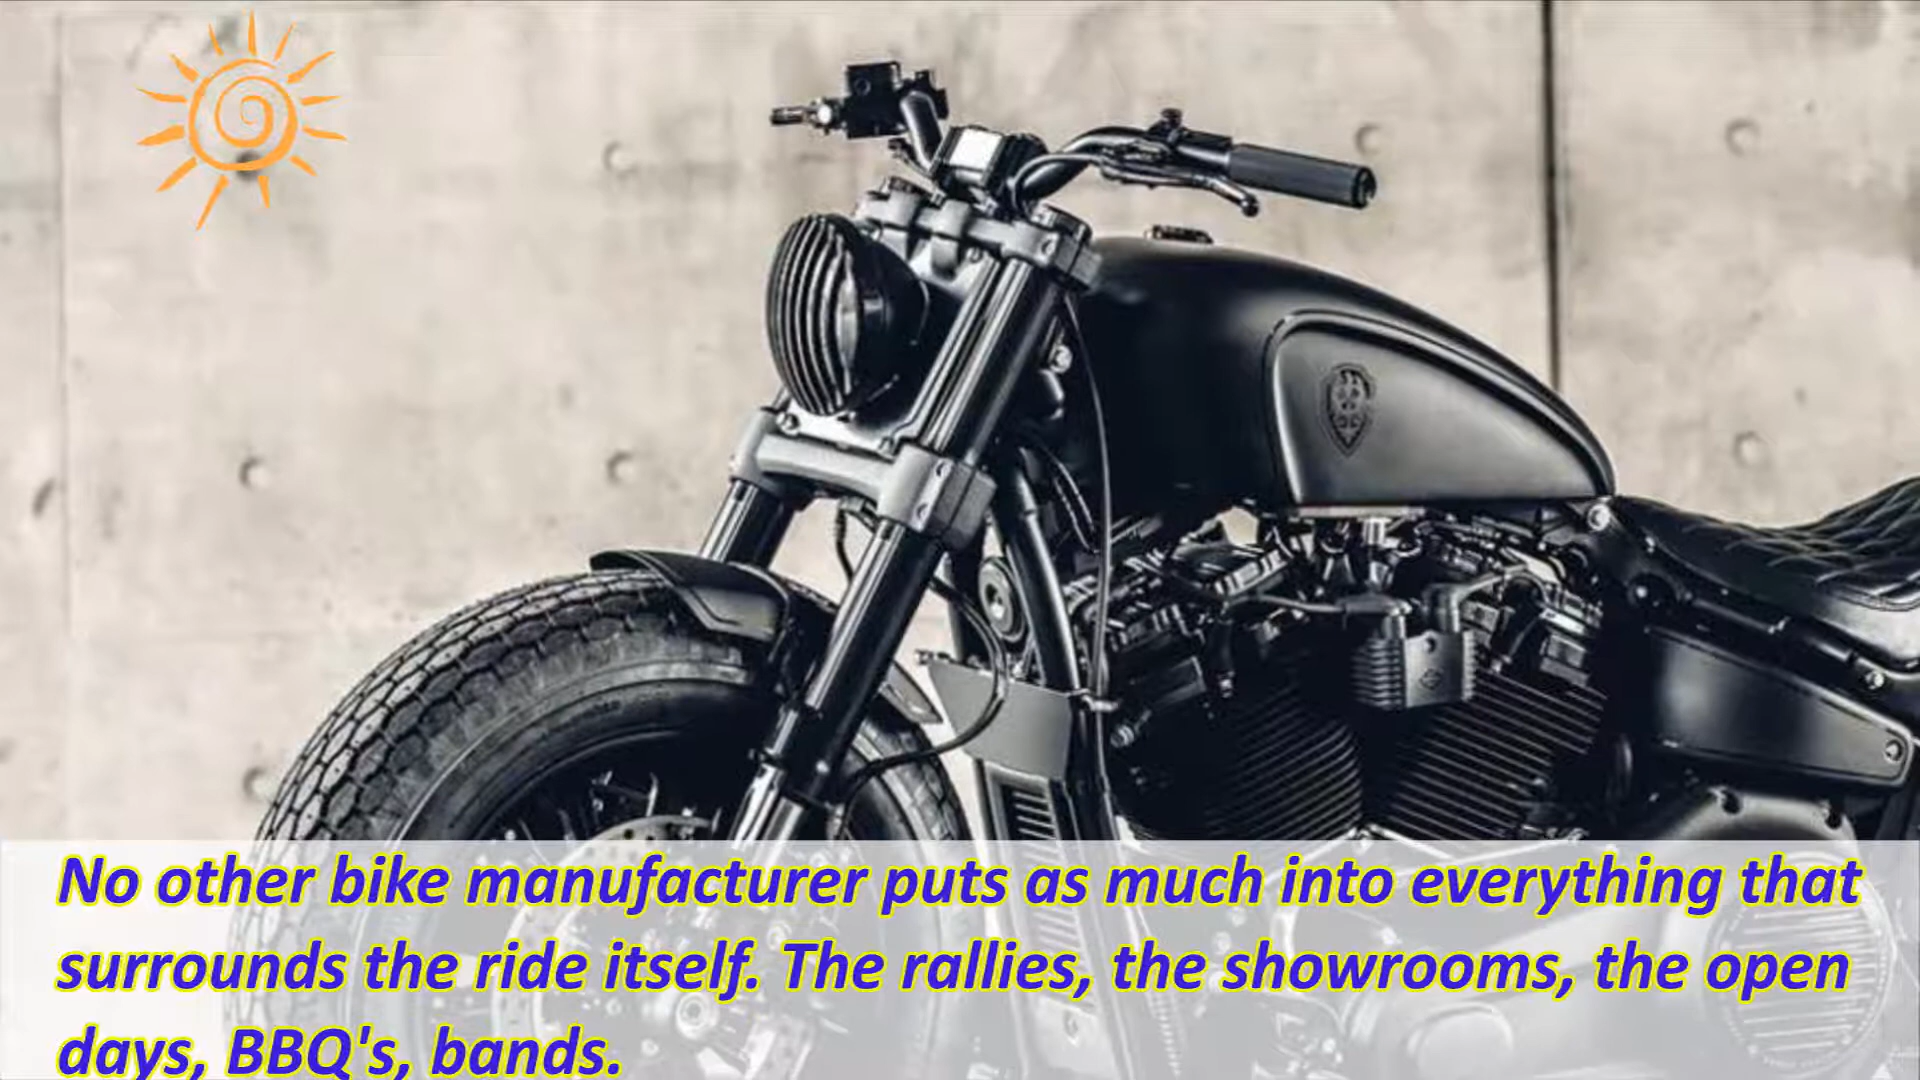 No other bike manufacturer puts as much into everything that
surrounds the ride itself. The rallies, the showrooms, the open
days, BBQ's, bands.